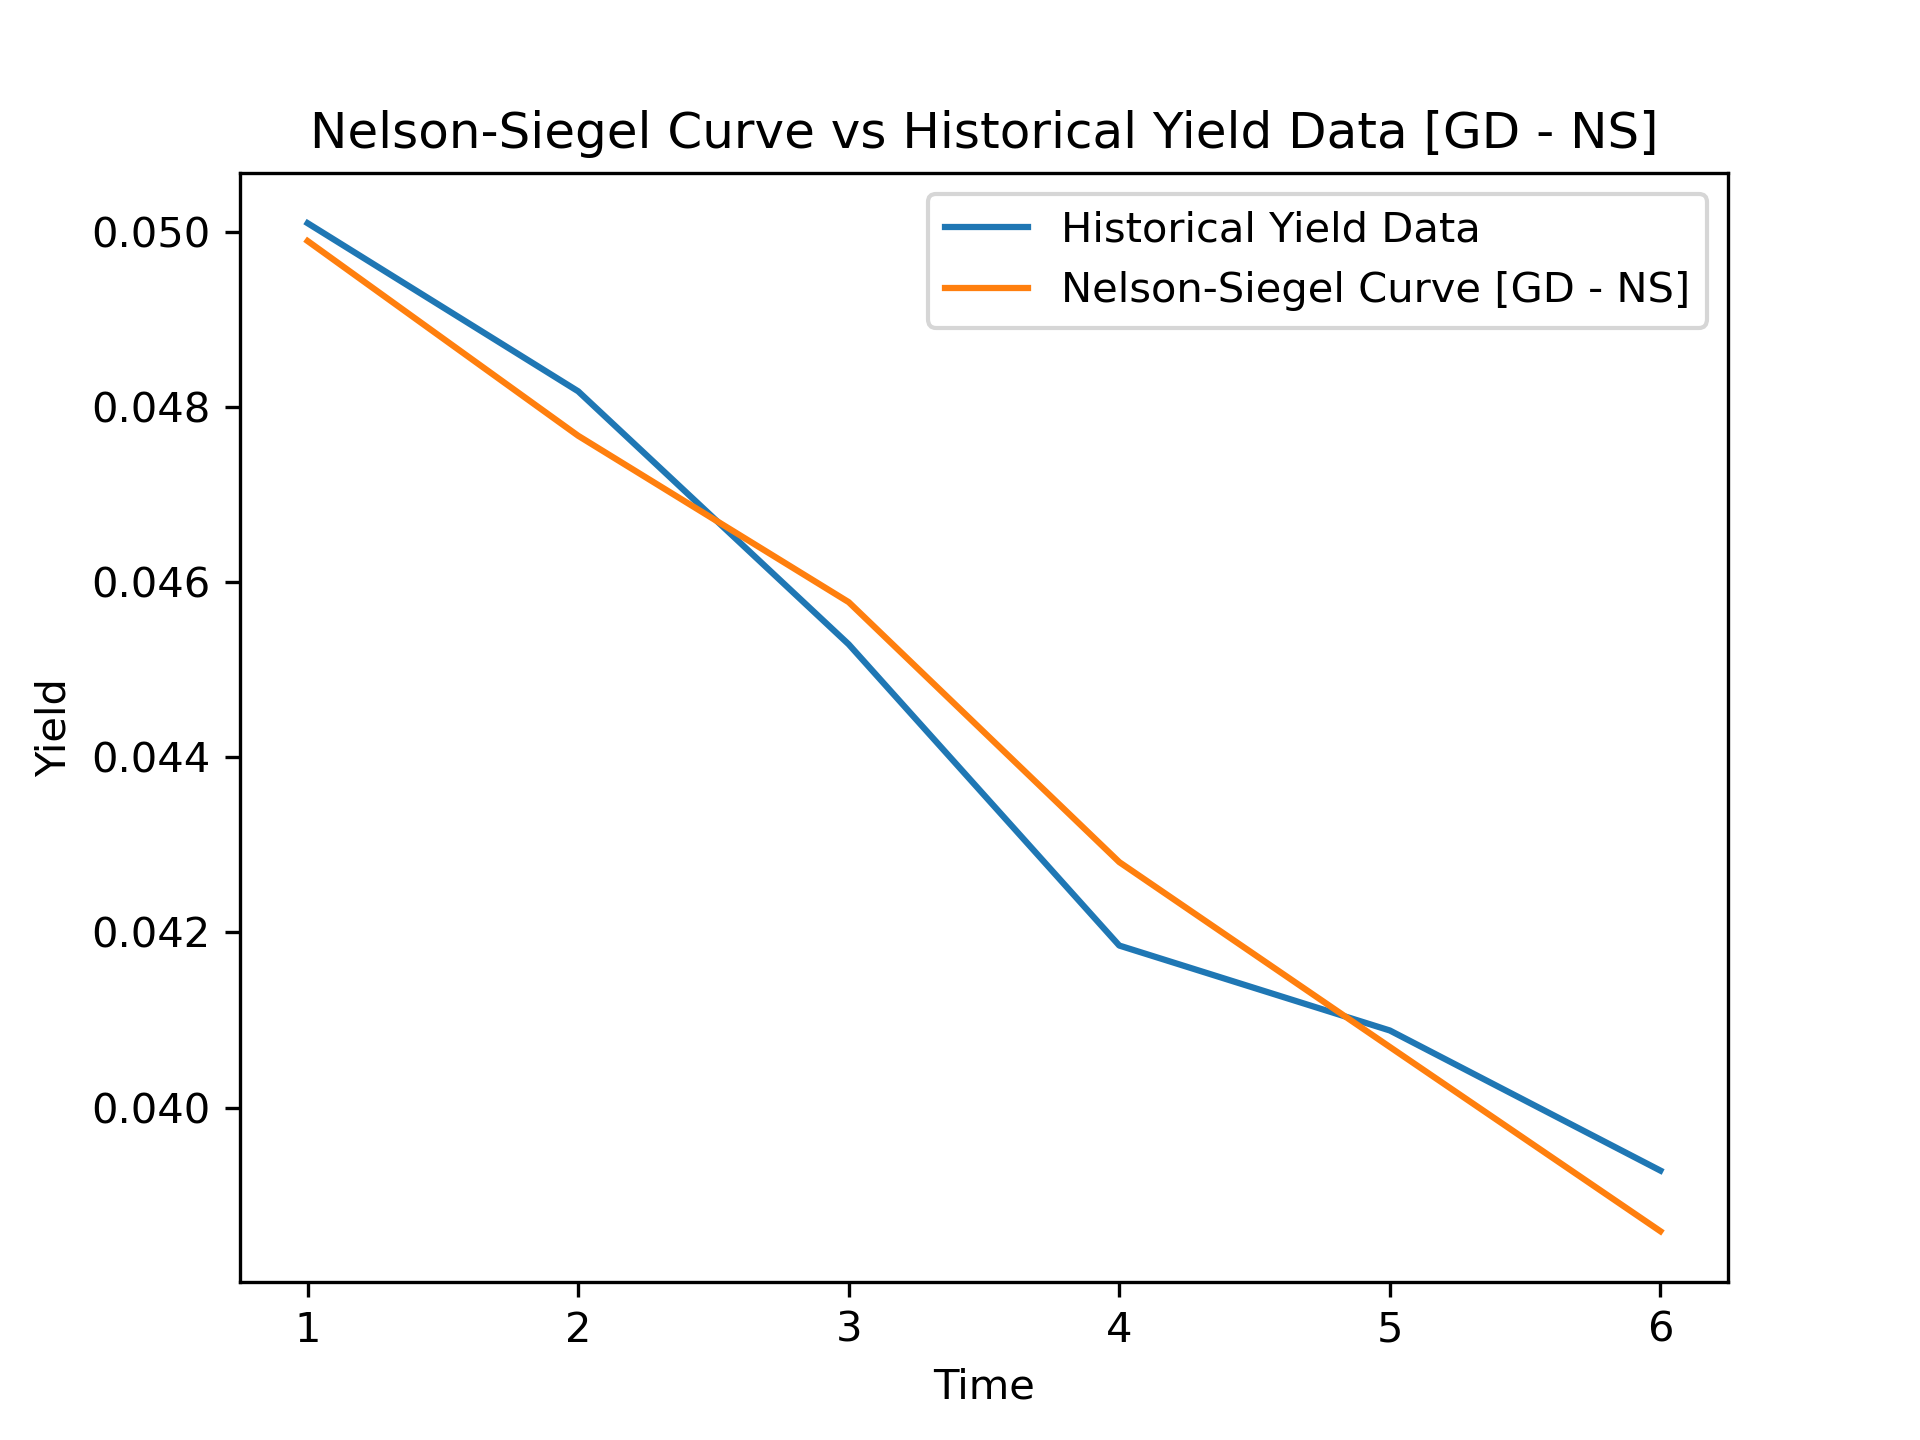 Nelson-Siegel Curve vs Historical Yield Data [GD - NS]
Historical Yield Data
Nelson-Siegel Curve [GD - NS]
0.050
0.048
0.046
0.044
0.042
0.040
Yield
1 2 3 4 5 6
Time